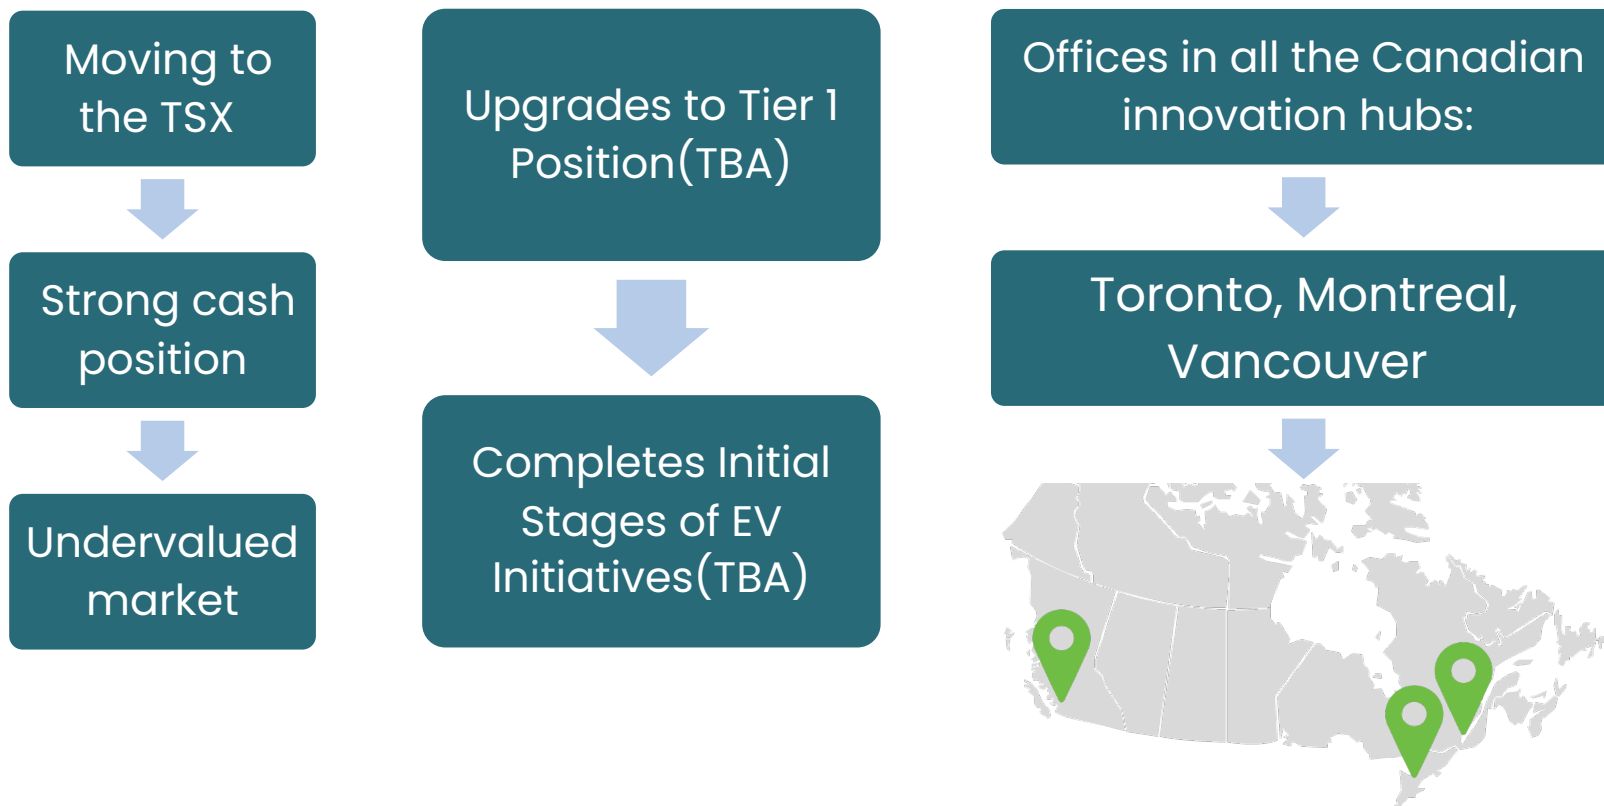 Moving to
the TSX
Strong cash
position
Undervalued
market
Upgrades to Tier 1
Position(TBA)
Completes Initial
Stages of EV
Initiatives(TBA)
Offices in all the Canadian
innovation hubs:
Toronto, Montreal,
Vancouver